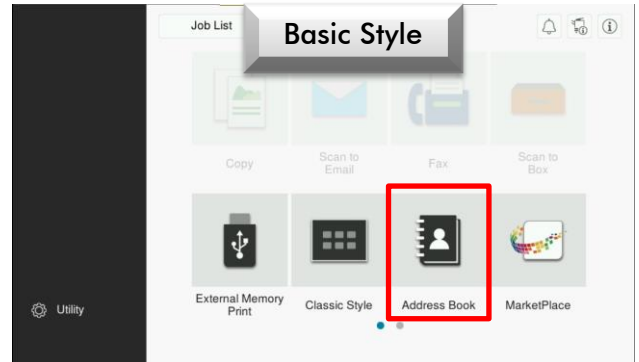 Basic Style
Job List
Copy
Scan to
Email
Fax
Scan to
Box
External Memory
Print
Classic Style
Address Book
MarketPlace
Utility